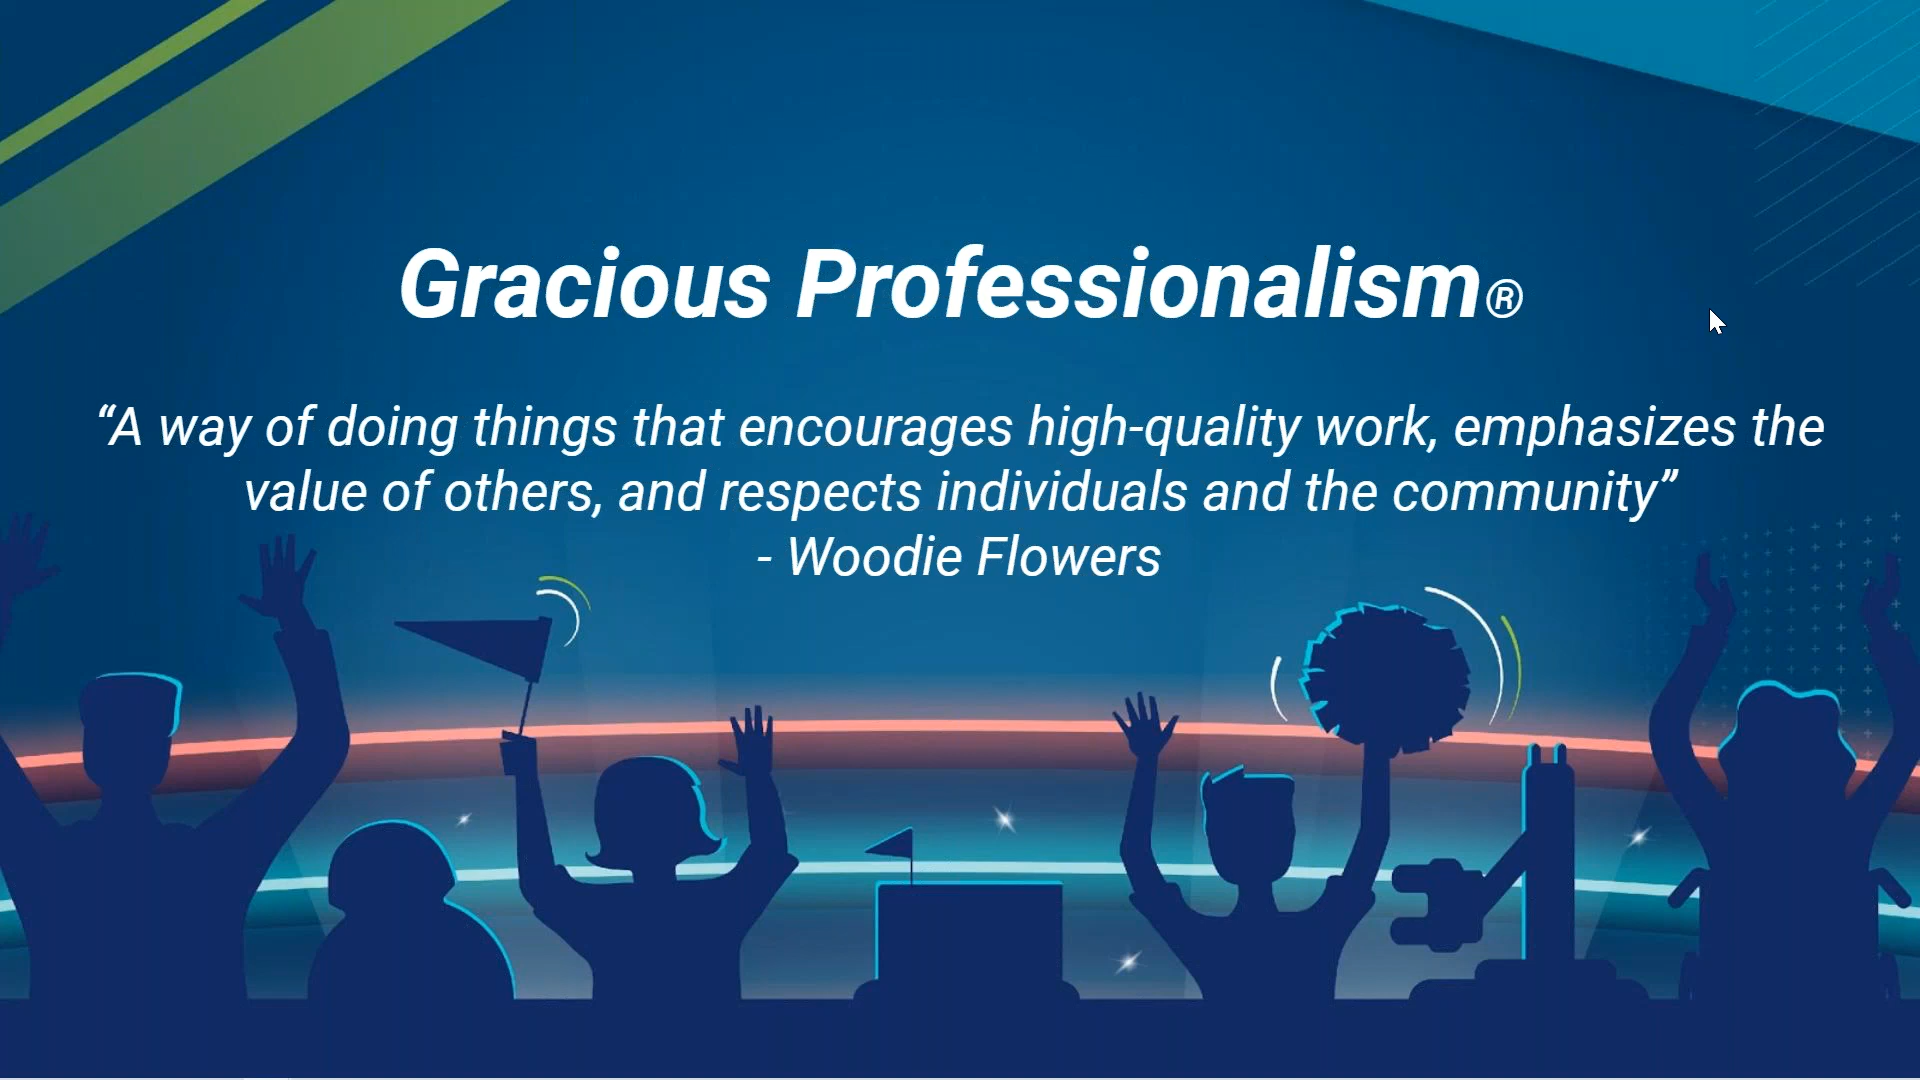 Gracious Professionalism®
“A way of doing things that encourages high-quality work, emphasizes the
value of others, and respects individuals and the community”
- Woodie Flowers